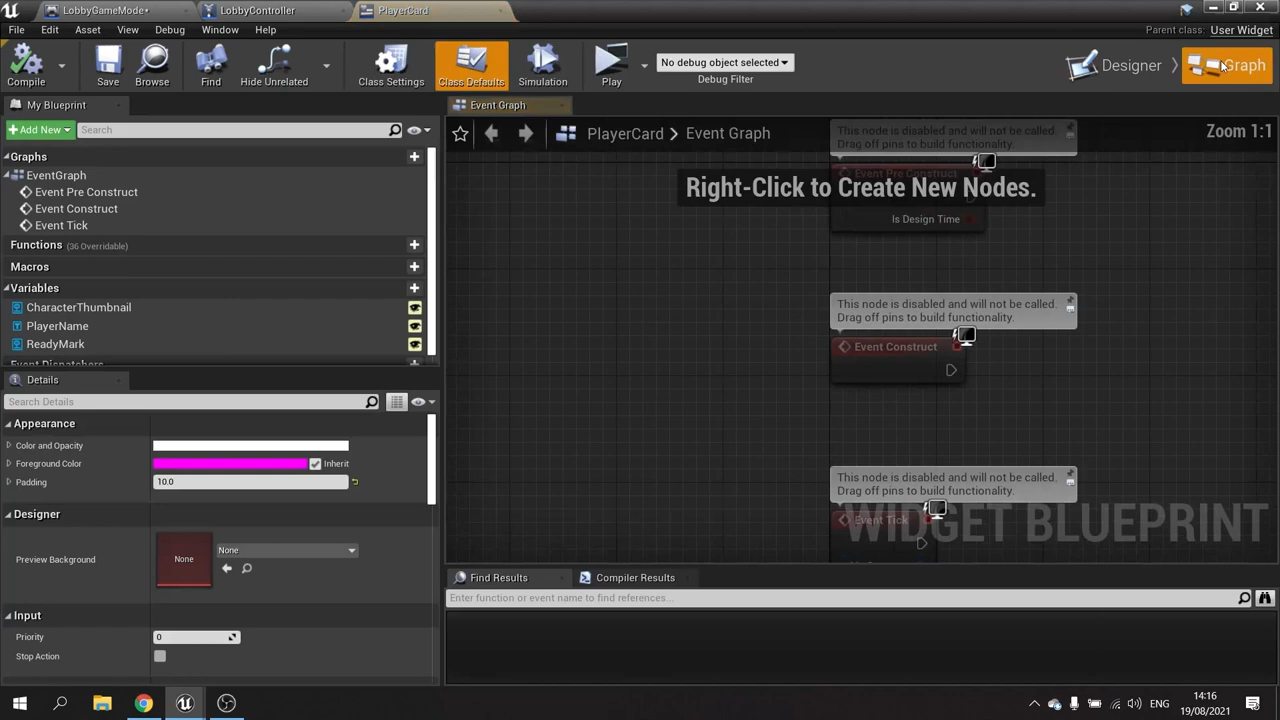 LobbyGameMode*
LobbyController
PlayerCard
File
Edit
Asset
View
Debug
Window
Help
Parent class: User Widget
Compile
Save
Browse
Find
Hide Unrelated
Class Settings
Class Defaults
Simulation
Play
No debug object selected
Debug Filter
Designer
Graph
My Blueprint
Add New
Search
Graphs
EventGraph
Event Pre Construct
Event Construct
Event Tick
Functions (36 Overridable)
Macros
Variables
CharacterThumbnail
PlayerName
ReadyMark
Event Dispatchers
Details
Search Details
Appearance
Color and Opacity
Foreground Color
Inherit
Padding
10.0
Designer
Preview Background
None
None
Input
Priority
0
Stop Action
Event Graph
PlayerCard > Event Graph
Zoom 1:1
This node is disabled and will not be called.
Drag off pins to build functionality.
Event Pre Construct
Right-Click to Create New Nodes.
Is Design Time
This node is disabled and will not be called.
Drag off pins to build functionality.
Event Construct
This node is disabled and will not be called.
Drag off pins to build functionality.
Event Tick
WIDGET BLUEPRINT
Find Results
Compiler Results
Enter function or event name to find references...
ENG
14:16
19/08/2021